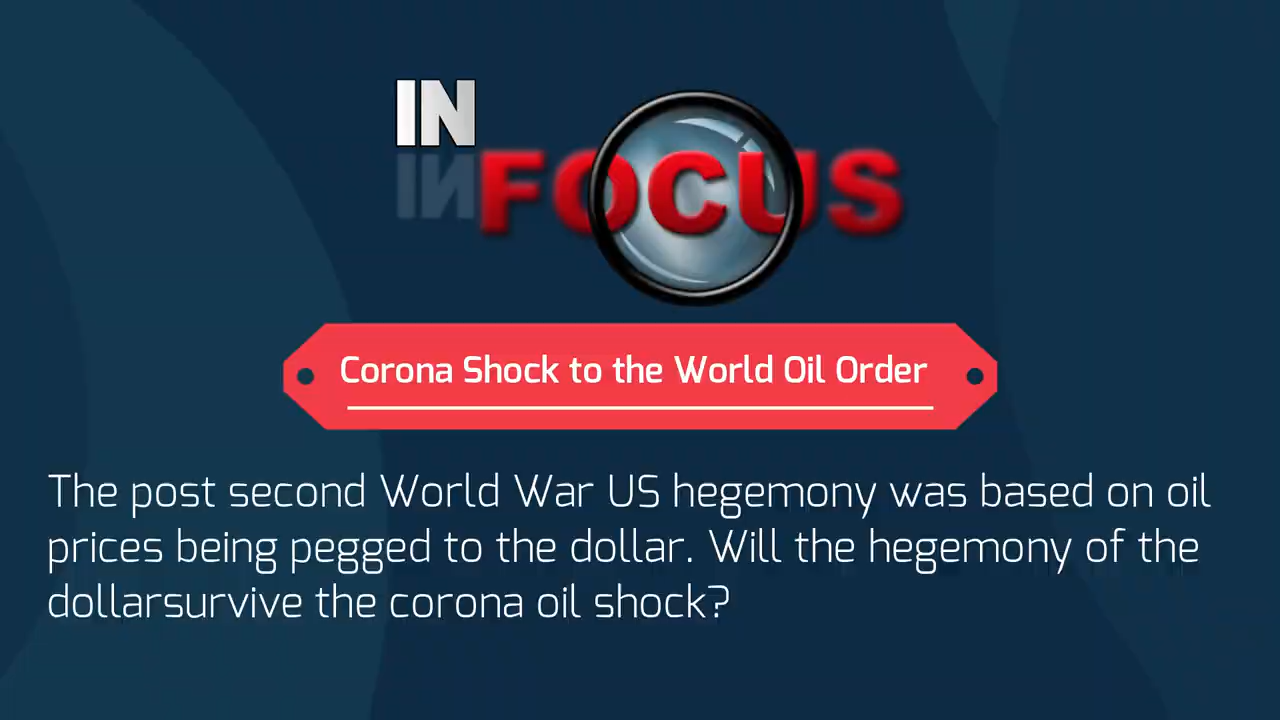 IN
FOCUS
Corona Shock to the World Oil Order
The post second World War US hegemony was based on oil
prices being pegged to the dollar. Will the hegemony of the
dollarsurvive the corona oil shock?